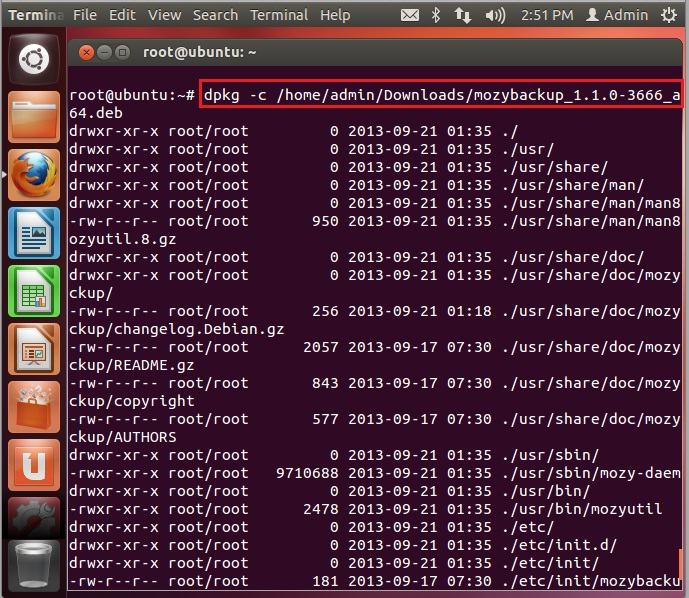 Termina File Edit View Search Terminal Help 2:51 PM Admin
root@ubuntu: ~
root@ubuntu:~# dpkg -c /home/admin/Downloads/mozybackup_1.1.0-3666_a
64.deb
drwxr-xr-x root/root 0 2013-09-21 01:35 ./
drwxr-xr-x root/root 0 2013-09-21 01:35 ./usr/
drwxr-xr-x root/root 0 2013-09-21 01:35 ./usr/share/
drwxr-xr-x root/root 0 2013-09-21 01:35 ./usr/share/man/
drwxr-xr-x root/root 0 2013-09-21 01:35 ./usr/share/man/man8
-rw-r--r-- root/root 950 2013-09-21 01:35 ./usr/share/man/man8
ozyutil.8.gz
drwxr-xr-x root/root 0 2013-09-21 01:35 ./usr/share/doc/
drwxr-xr-x root/root 0 2013-09-21 01:35 ./usr/share/doc/mozy
ckup/
-rw-r--r-- root/root 256 2013-09-21 01:18 ./usr/share/doc/mozy
ckup/changelog.Debian.gz
-rw-r--r-- root/root 2057 2013-09-17 07:30 ./usr/share/doc/mozy
ckup/README.gz
-rw-r--r-- root/root 843 2013-09-17 07:30 ./usr/share/doc/mozy
ckup/copyright
-rw-r--r-- root/root 577 2013-09-17 07:30 ./usr/share/doc/mozy
ckup/AUTHORS
drwxr-xr-x root/root 0 2013-09-21 01:35 ./usr/sbin/
-rwxr-xr-x root/root 9710688 2013-09-21 01:35 ./usr/sbin/mozy-daem
drwxr-xr-x root/root 0 2013-09-21 01:35 ./usr/bin/
-rwxr-xr-x root/root 2478 2013-09-21 01:35 ./usr/bin/mozyutil
drwxr-xr-x root/root 0 2013-09-21 01:35 ./etc/
drwxr-xr-x root/root 0 2013-09-21 01:35 ./etc/init.d/
drwxr-xr-x root/root 0 2013-09-21 01:35 ./etc/init/
-rw-r--r-- root/root 181 2013-09-17 07:30 ./etc/init/mozybacku